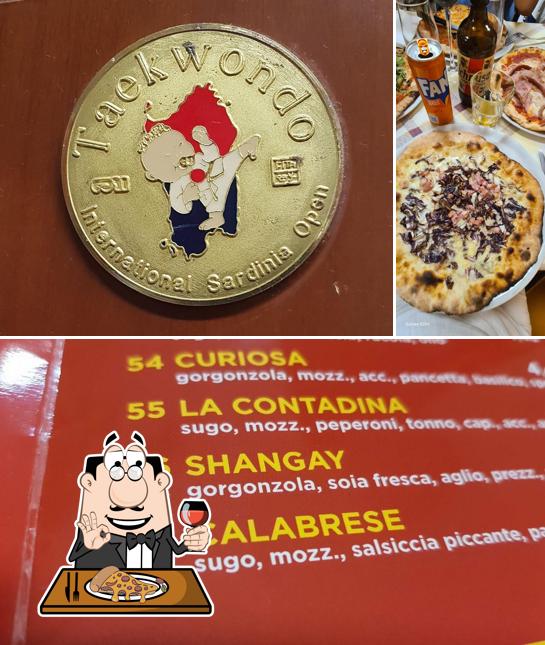 Taekwondo
International Sardinia Open
FAN
54 CURIOSA
gorgonzola, mozz., acc., pancetta, basilico,
55 LA CONTADINA
sugo, mozz., peperoni, tonno, cap., acc.,
SHANGAY
gorgonzola, soia fresca, aglio, prezz.,
CALABRESE
sugo, mozz., salsiccia piccante,